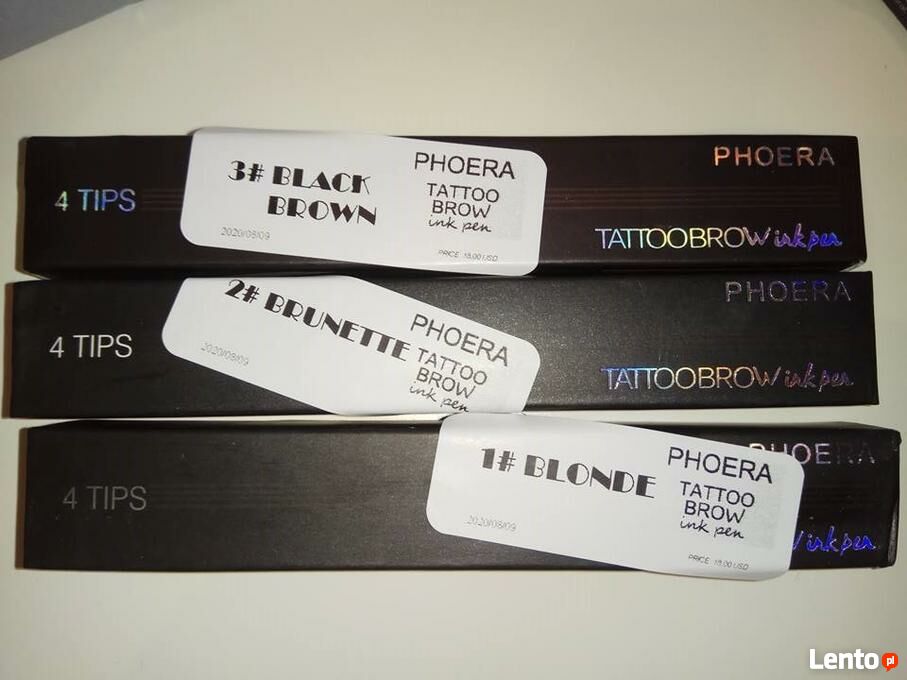 4 TIPS
3# BLACK
BROWN
2020/08/09
PHOERA
TATTOO
BROW
ink pen
PRICE 18.00 USD
PHOERA
TATTOOBROW ink pen
4 TIPS
2# BRUNETTE
2020/08/09
PHOERA
TATTOO
BROW
ink pen
PHOERA
TATTOOBROW ink pen
4 TIPS
1# BLONDE
2020/08/09
PHOERA
TATTOO
BROW
ink pen
PRICE 18.00 USD
PHOERA
ink pen
Lento pl